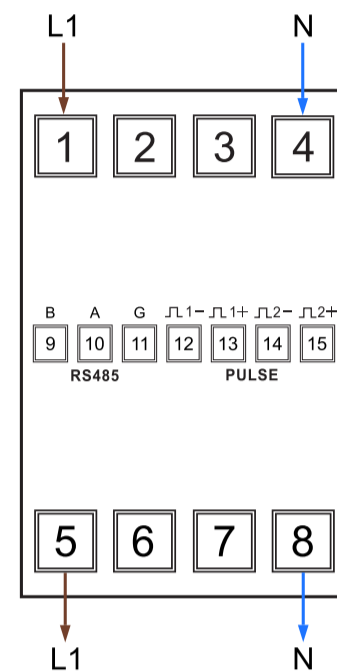 L1 N
1 2 3 4
B A G ⎍1- ⎍1+ ⎍2- ⎍2+
9 10 11 12 13 14 15
RS485 PULSE
5 6 7 8
L1 N